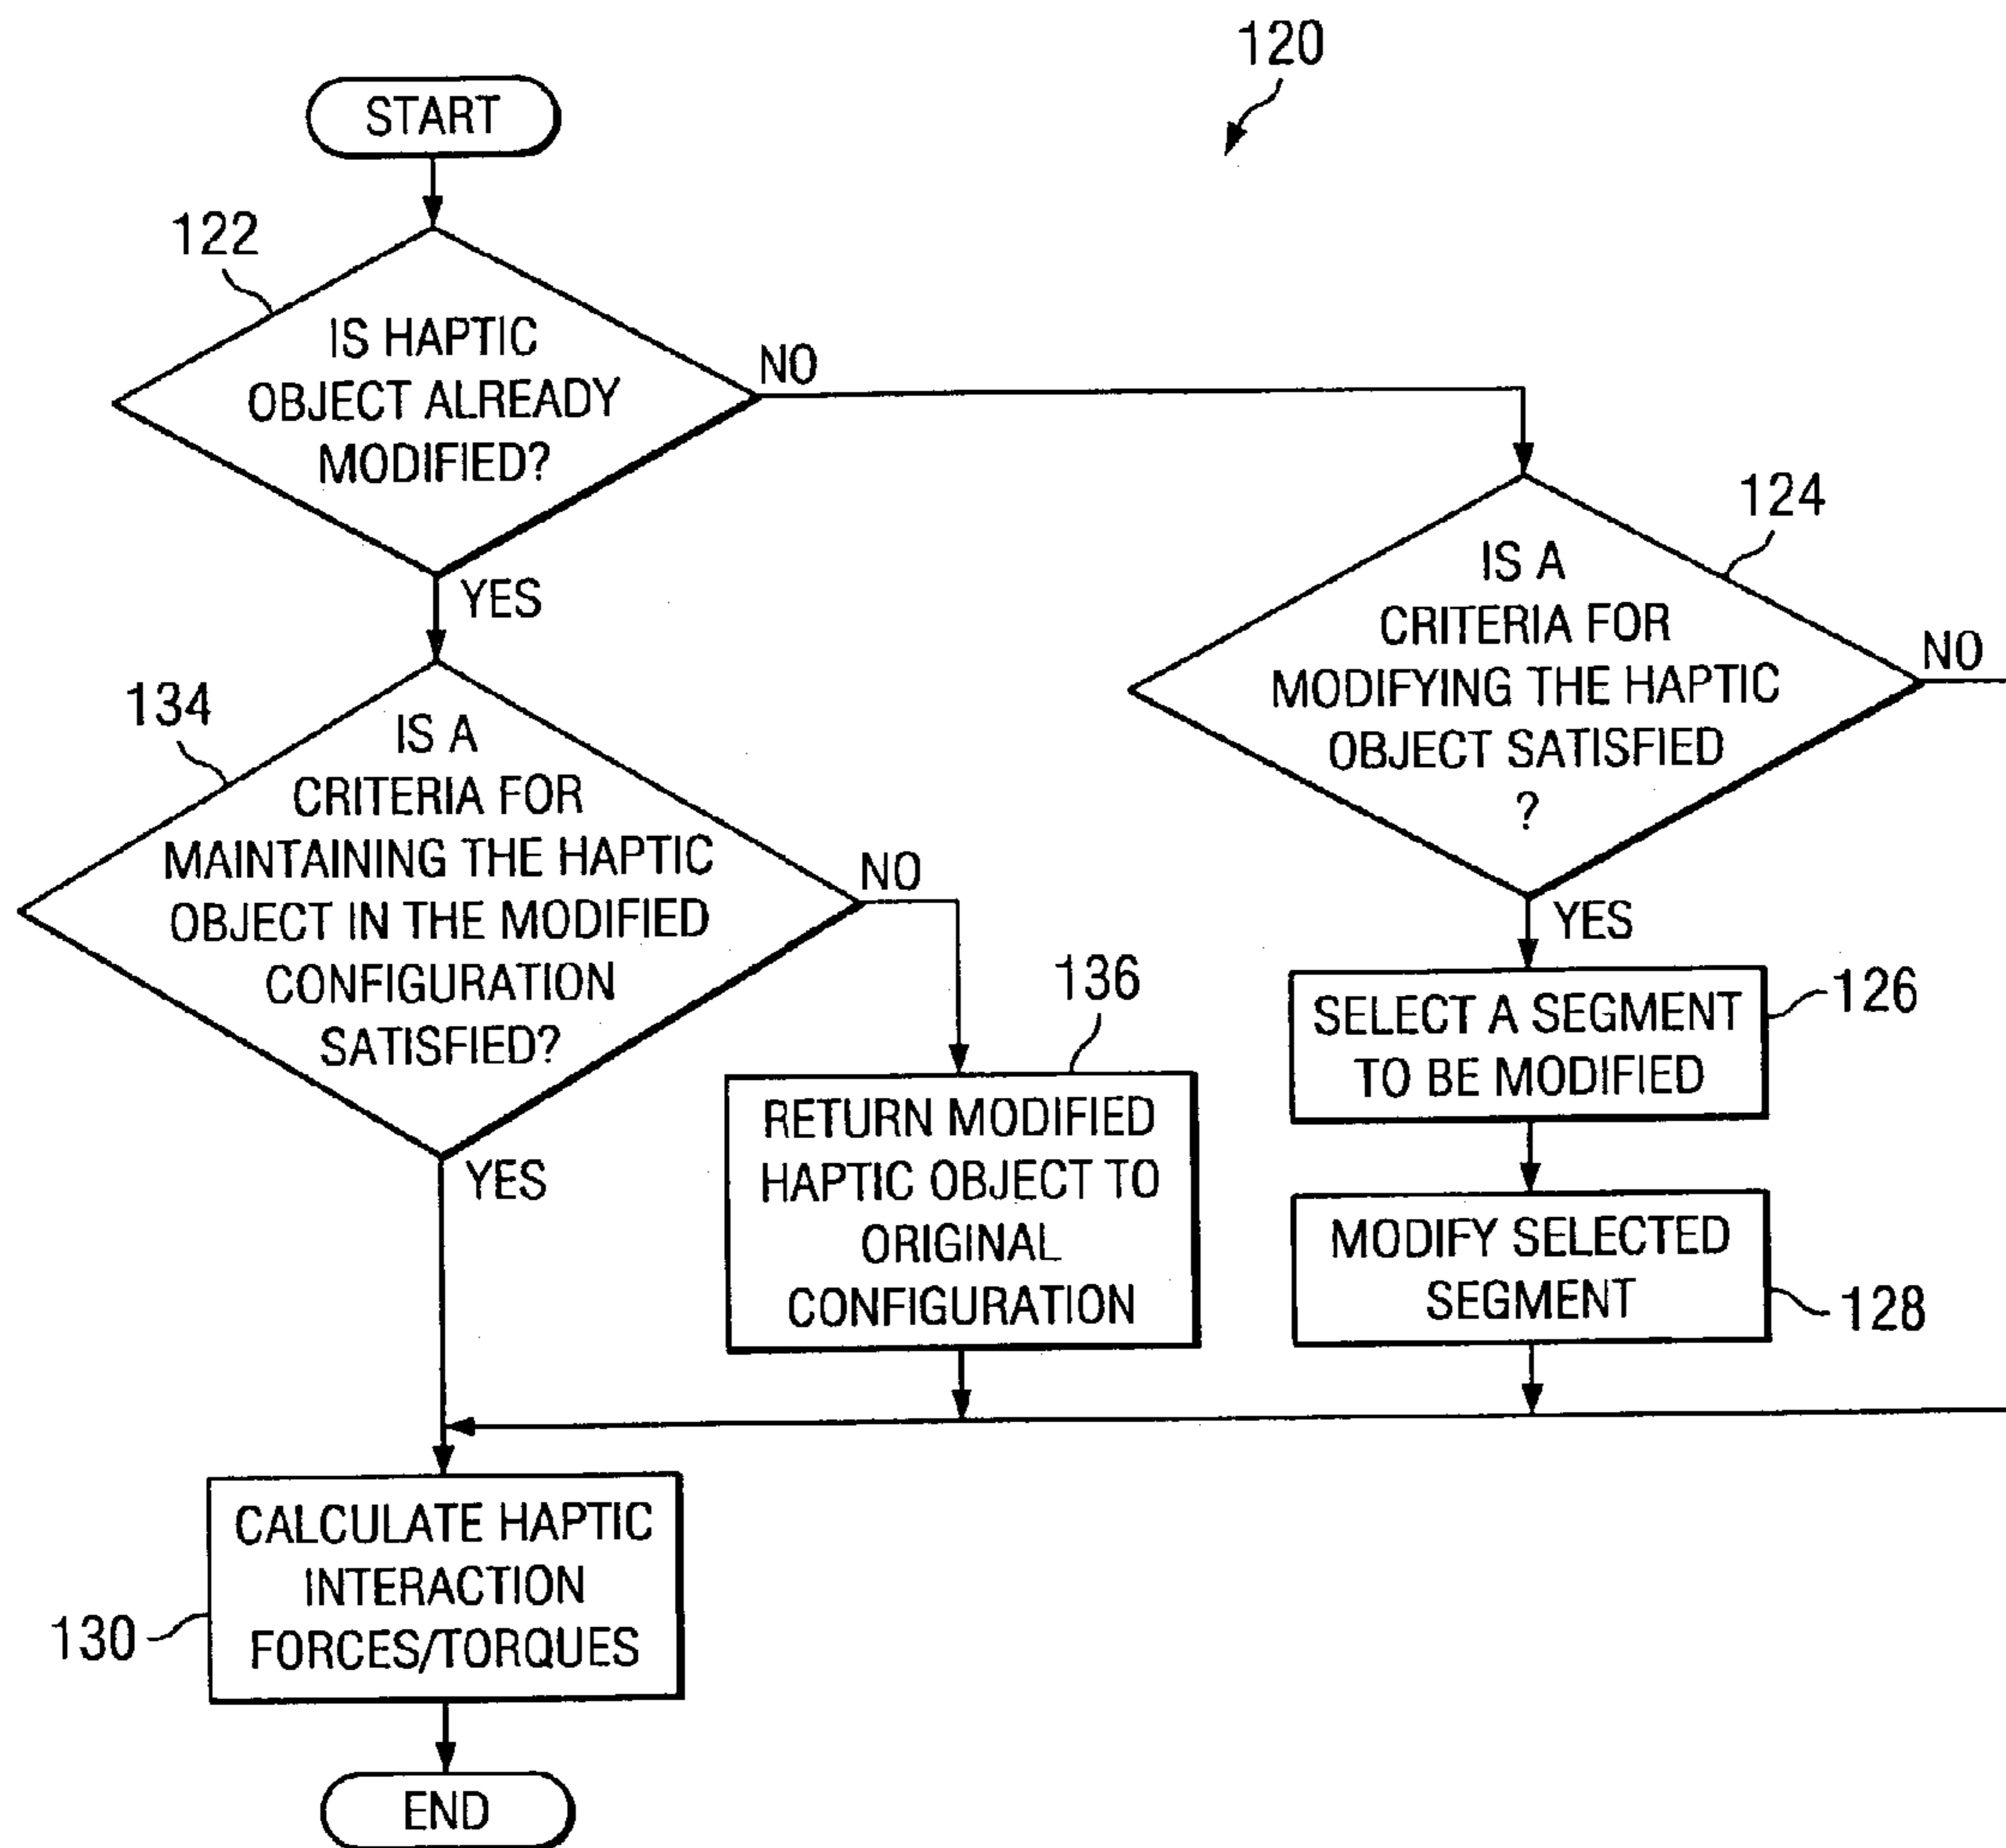 120
START
122
IS HAPTIC
OBJECT ALREADY
MODIFIED?
NO
YES
124
IS A
CRITERIA FOR
MODIFYING THE HAPTIC
OBJECT SATISFIED
?
NO
YES
134
IS A
CRITERIA FOR
MAINTAINING THE HAPTIC
OBJECT IN THE MODIFIED
CONFIGURATION
SATISFIED?
NO
YES
136
RETURN MODIFIED
HAPTIC OBJECT TO
ORIGINAL
CONFIGURATION
126
SELECT A SEGMENT
TO BE MODIFIED
MODIFY SELECTED
SEGMENT
128
CALCULATE HAPTIC
INTERACTION
FORCES/TORQUES
130
END